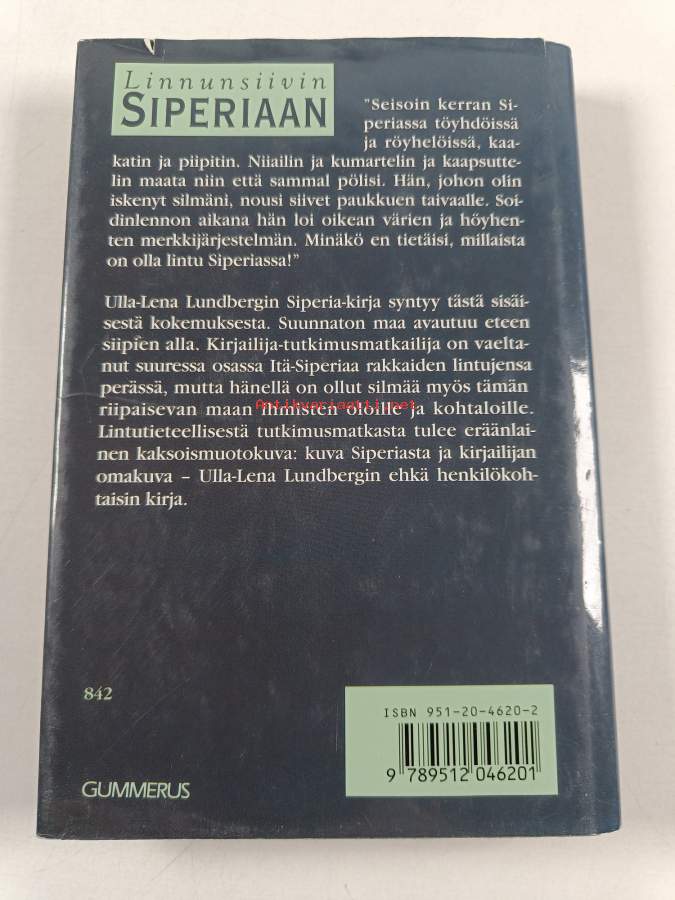 Linnunsiivin
SIPERIAAN
"Seisoin kerran Si-
periassa töyhdöissä
ja röyhelöissä, kaa-
katin ja piipitin. Niiailin ja kumartelin ja kaapsutte-
lin maata niin että sammal pölisi. Hän, johon olin
iskenyt silmäni, nousi siivet paukkuen taivaalle. Soi-
dinlennon aikana hän loi oikean värien ja höyhen-
ten merkkijärjestelmän. Minäkö en tietäisi, millaista
on olla lintu Siperiassa!"
Ulla-Lena Lundbergin Siperia-kirja syntyy tästä sisäi-
sestä kokemuksesta. Suunnaton maa avautuu eteen
siipien alla. Kirjailija-tutkimusmatkailija on vaelta-
nut suuressa osassa Itä-Siperiaa rakkaiden lintujensa
perässä, mutta hänellä on ollut silmää myös tämän
riipaisevan maan ihmisten oloille ja kohtaloille.
Antikvariaatti.net
Lintutieteellisestä tutkimusmatkasta tulee eräänlai-
nen kaksoismuotokuva: kuva Siperiasta ja kirjailijan
omakuva – Ulla-Lena Lundbergin ehkä henkilökoh-
taisin kirja.
842
ISBN 951-20-4620-2
9 789512 046201
GUMMERUS